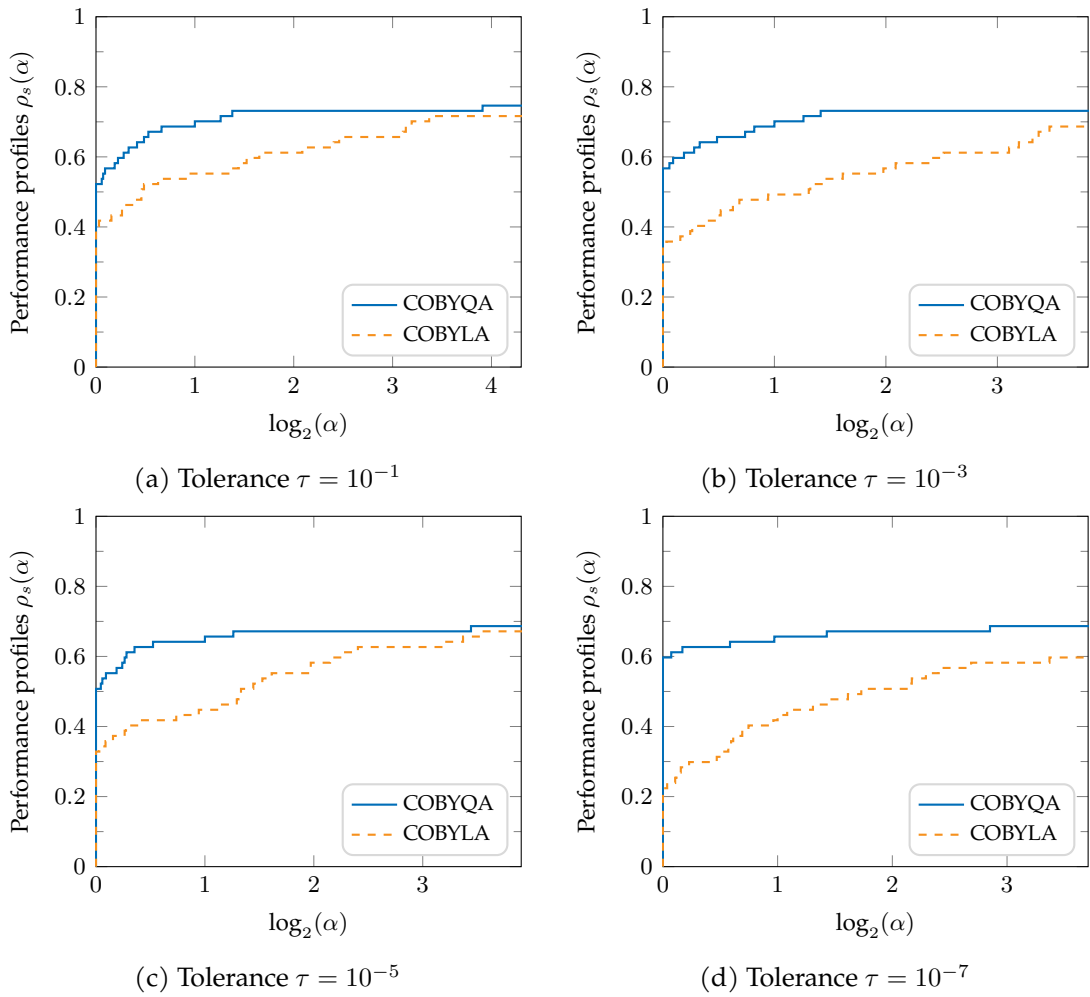 1
0.8
0.6
0.4
0.2
0
0 1 2 3 4
Performance profiles ρₛ(α)
log₂(α)
COBYQA
COBYLA
(a) Tolerance τ = 10⁻¹
1
0.8
0.6
0.4
0.2
0
0 1 2 3
Performance profiles ρₛ(α)
log₂(α)
COBYQA
COBYLA
(b) Tolerance τ = 10⁻³
1
0.8
0.6
0.4
0.2
0
0 1 2 3
Performance profiles ρₛ(α)
log₂(α)
COBYQA
COBYLA
(c) Tolerance τ = 10⁻⁵
1
0.8
0.6
0.4
0.2
0
0 1 2 3
Performance profiles ρₛ(α)
log₂(α)
COBYQA
COBYLA
(d) Tolerance τ = 10⁻⁷